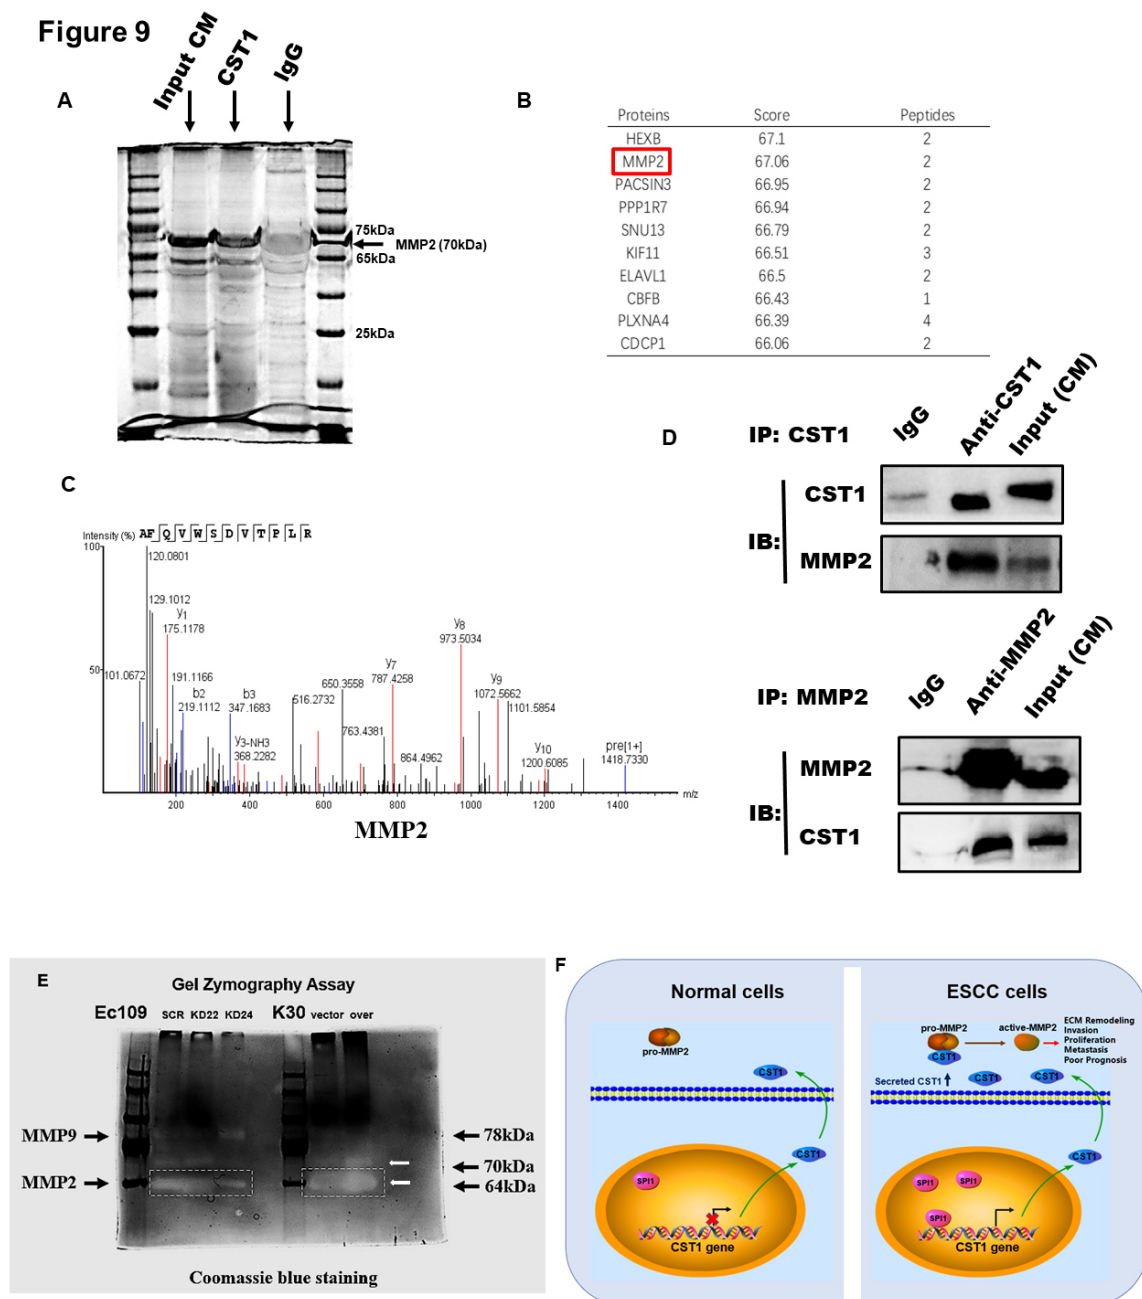 Figure 9
A
Input CM
CST1
IgG
75kDa
MMP2 (70kDa)
65kDa
25kDa
B
Proteins Score Peptides
HEXB 67.1 2
MMP2 67.06 2
PACSIN3 66.95 2
PPP1R7 66.94 2
SNU13 66.79 2
KIF11 66.51 3
ELAVL1 66.5 2
CBFB 66.43 1
PLXNA4 66.39 4
CDCP1 66.06 2
C
Intensity (%)
AFQVWSDVTPLR
100
120.0801
129.1012
y1
175.1178
101.0672
50
191.1166
b2
219.1112
b3
347.1683
y3-NH3
368.2282
516.2732
650.3558
763.4381
y7
787.4258
864.4962
y8
973.5034
y9
1072.5662
1101.5854
y10
1200.6085
pre[1+]
1418.7330
200 400 600 800 1000 1200 1400 m/z
MMP2
D
IP: CST1
IgG
Anti-CST1
Input (CM)
IB:
CST1
MMP2
IP: MMP2
IgG
Anti-MMP2
Input (CM)
IB:
MMP2
CST1
E
Gel Zymography Assay
Ec109 SCR KD22 KD24 K30 vector over
MMP9
78kDa
70kDa
MMP2
64kDa
Coomassie blue staining
F
Normal cells
pro-MMP2
CST1
CST1
SPI1
CST1 gene
ESCC cells
pro-MMP2
active-MMP2
ECM Remodeling
Invasion
Proliferation
Metastasis
Poor Prognosis
CST1
Secreted CST1
CST1
CST1
CST1
SPI1
SPI1
SPI1
CST1 gene